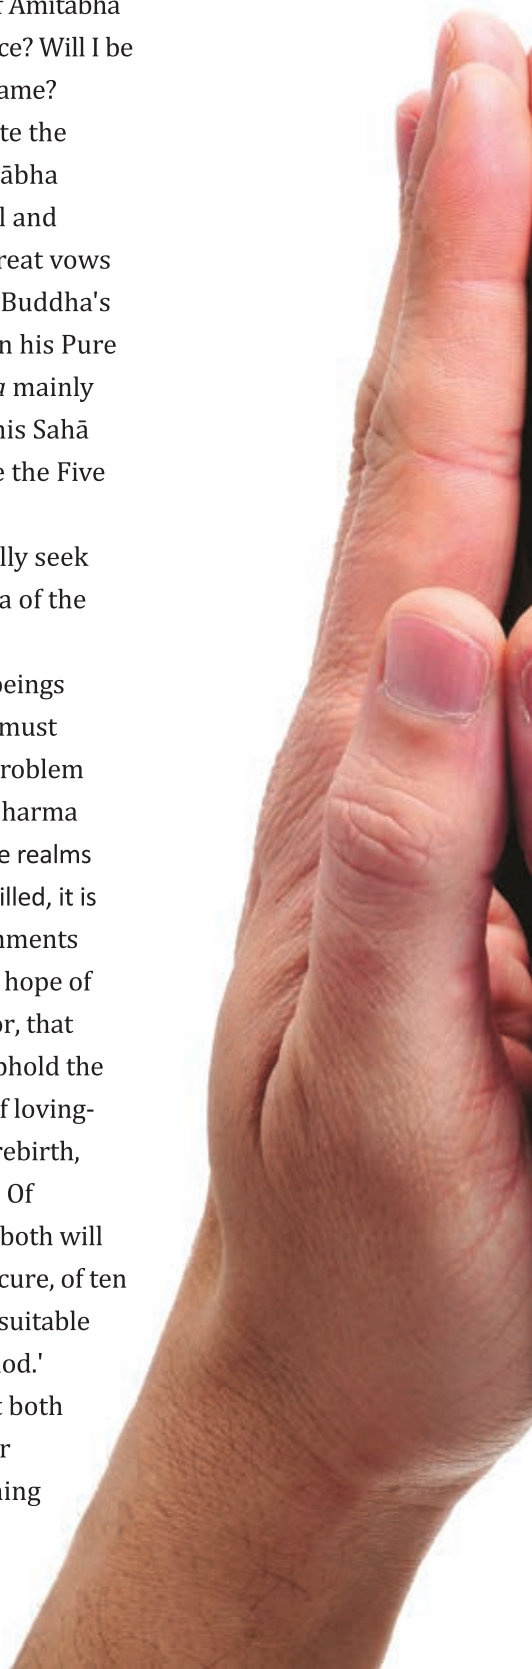 f Amitābha
ce? Will I be
ame?
te the
ābha
l and
reat vows
Buddha's
n his Pure
a mainly
his Sahā
e the Five
lly seek
a of the
beings
must
roblem
harma
e realms
illed, it is
nments
hope of
or, that
phold the
f loving-
rebirth,
Of
both will
cure, of ten
suitable
od.'
t both
r
ning